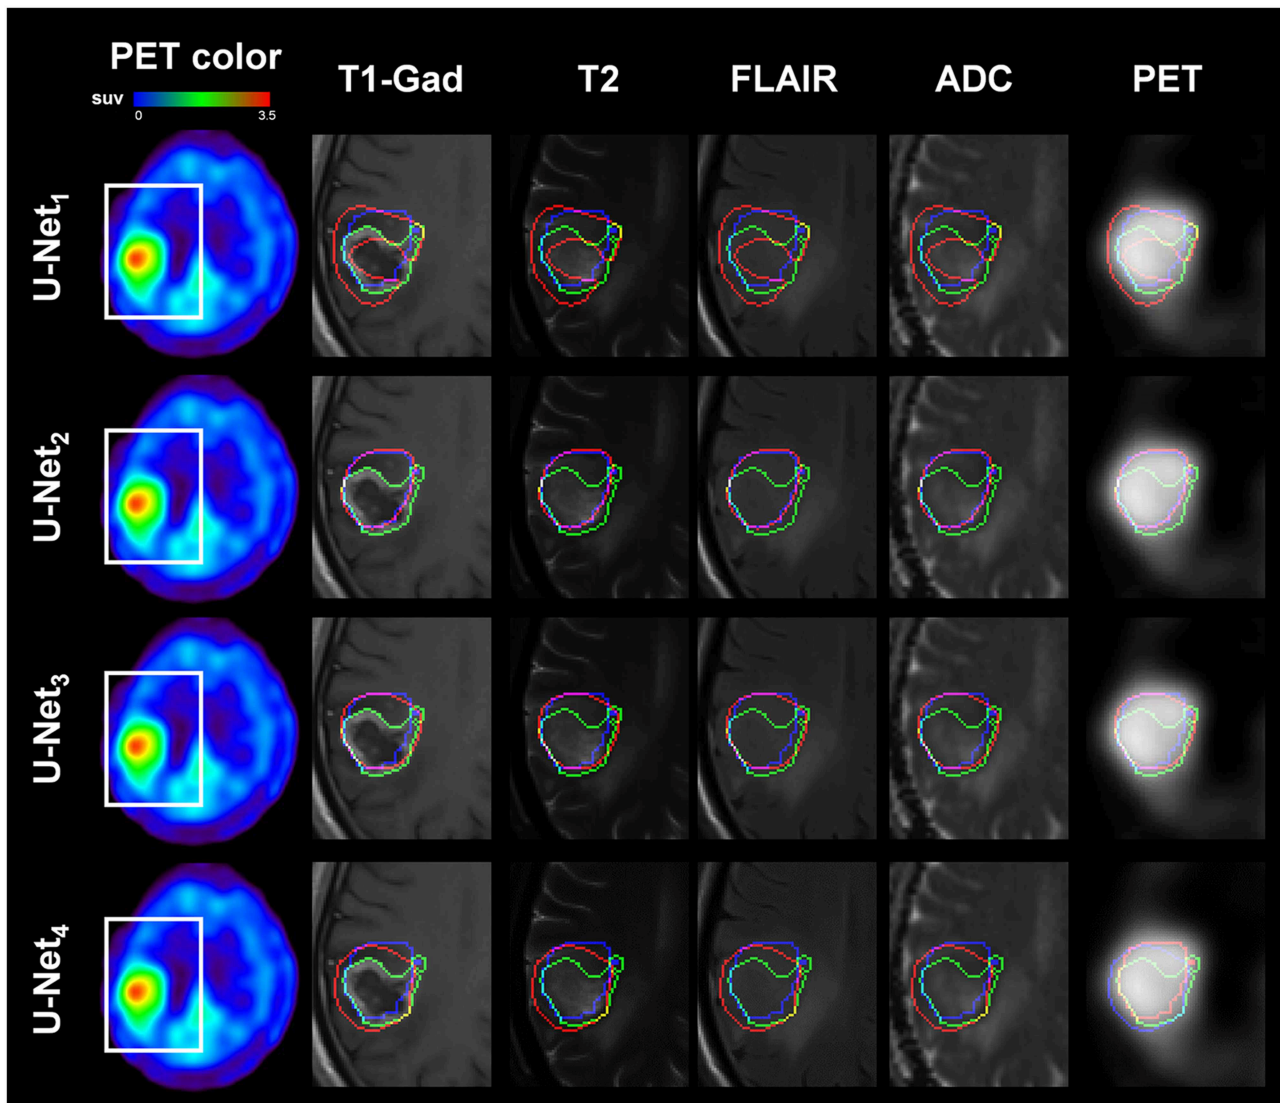 PET color
suv
0 3.5
T1-Gad T2 FLAIR ADC PET
U-Net₁
U-Net₂
U-Net₃
U-Net₄